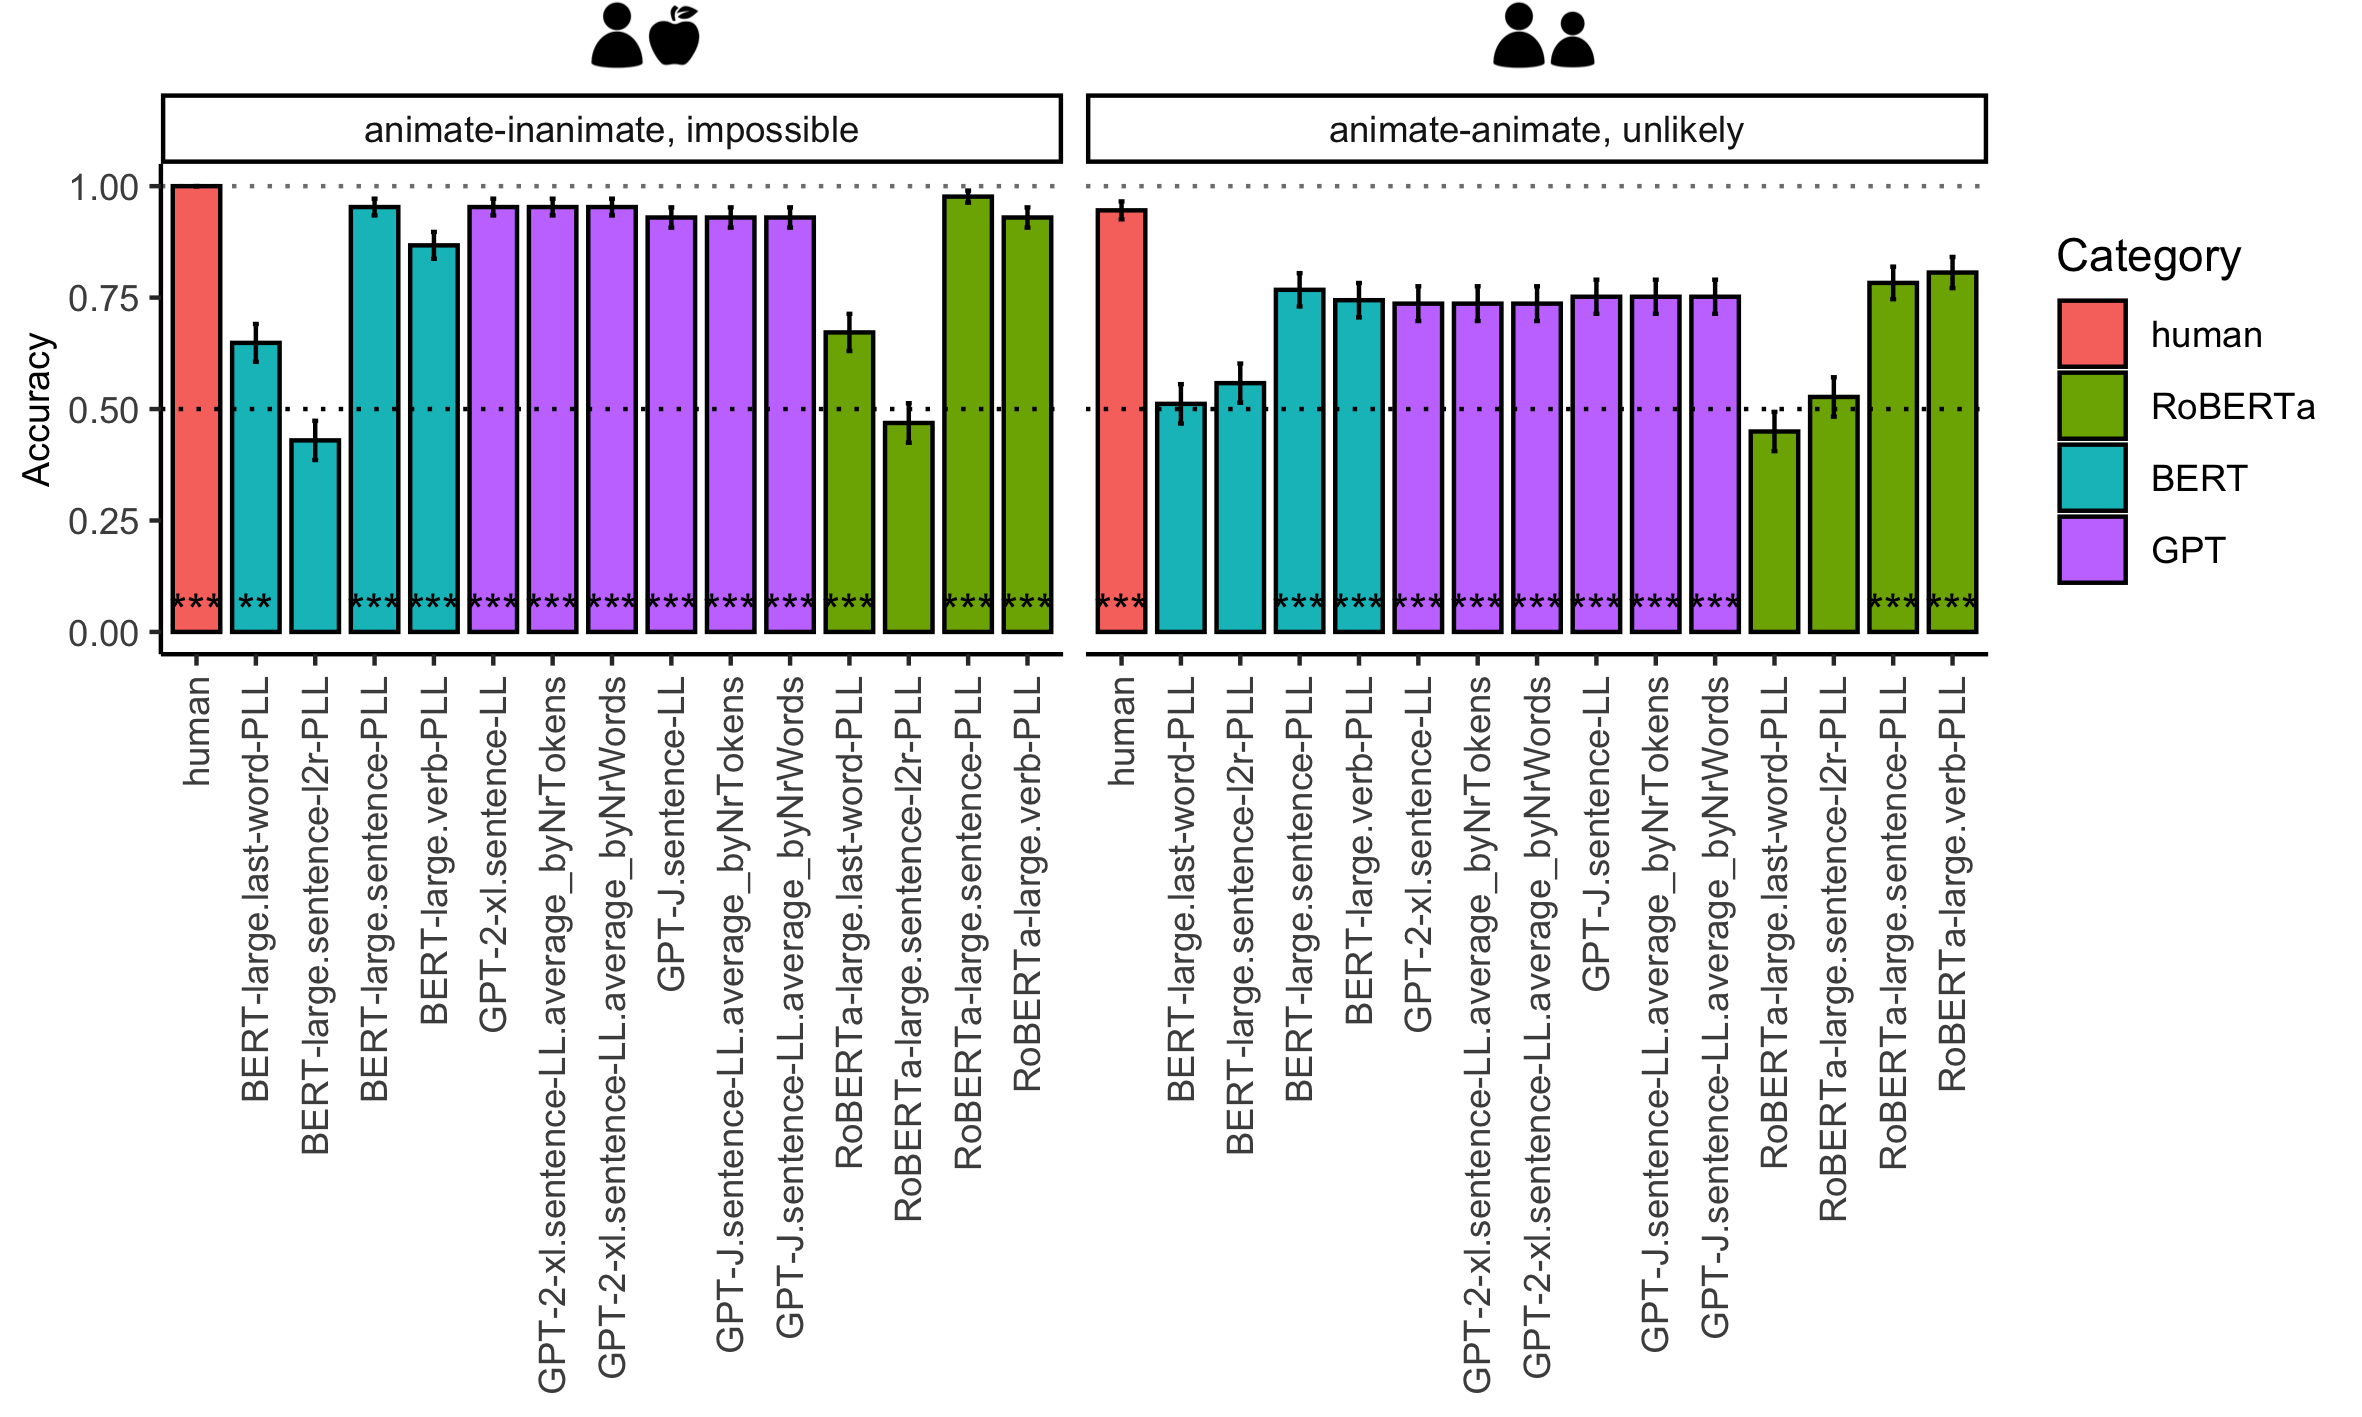 animate-inanimate, impossible
animate-animate, unlikely
Accuracy
1.00
0.75
0.50
0.25
0.00
*** ** *** *** *** *** *** *** *** *** *** *** ***
*** *** *** *** *** *** *** *** *** *** ***
human
BERT-large.last-word-PLL
BERT-large.sentence-l2r-PLL
BERT-large.sentence-PLL
BERT-large.verb-PLL
GPT-2-xl.sentence-LL
GPT-2-xl.sentence-LL.average_byNrTokens
GPT-2-xl.sentence-LL.average_byNrWords
GPT-J.sentence-LL
GPT-J.sentence-LL.average_byNrTokens
GPT-J.sentence-LL.average_byNrWords
RoBERTa-large.last-word-PLL
RoBERTa-large.sentence-l2r-PLL
RoBERTa-large.sentence-PLL
RoBERTa-large.verb-PLL
human
BERT-large.last-word-PLL
BERT-large.sentence-l2r-PLL
BERT-large.sentence-PLL
BERT-large.verb-PLL
GPT-2-xl.sentence-LL
GPT-2-xl.sentence-LL.average_byNrTokens
GPT-2-xl.sentence-LL.average_byNrWords
GPT-J.sentence-LL
GPT-J.sentence-LL.average_byNrTokens
GPT-J.sentence-LL.average_byNrWords
RoBERTa-large.last-word-PLL
RoBERTa-large.sentence-l2r-PLL
RoBERTa-large.sentence-PLL
RoBERTa-large.verb-PLL
Category
human
RoBERTa
BERT
GPT